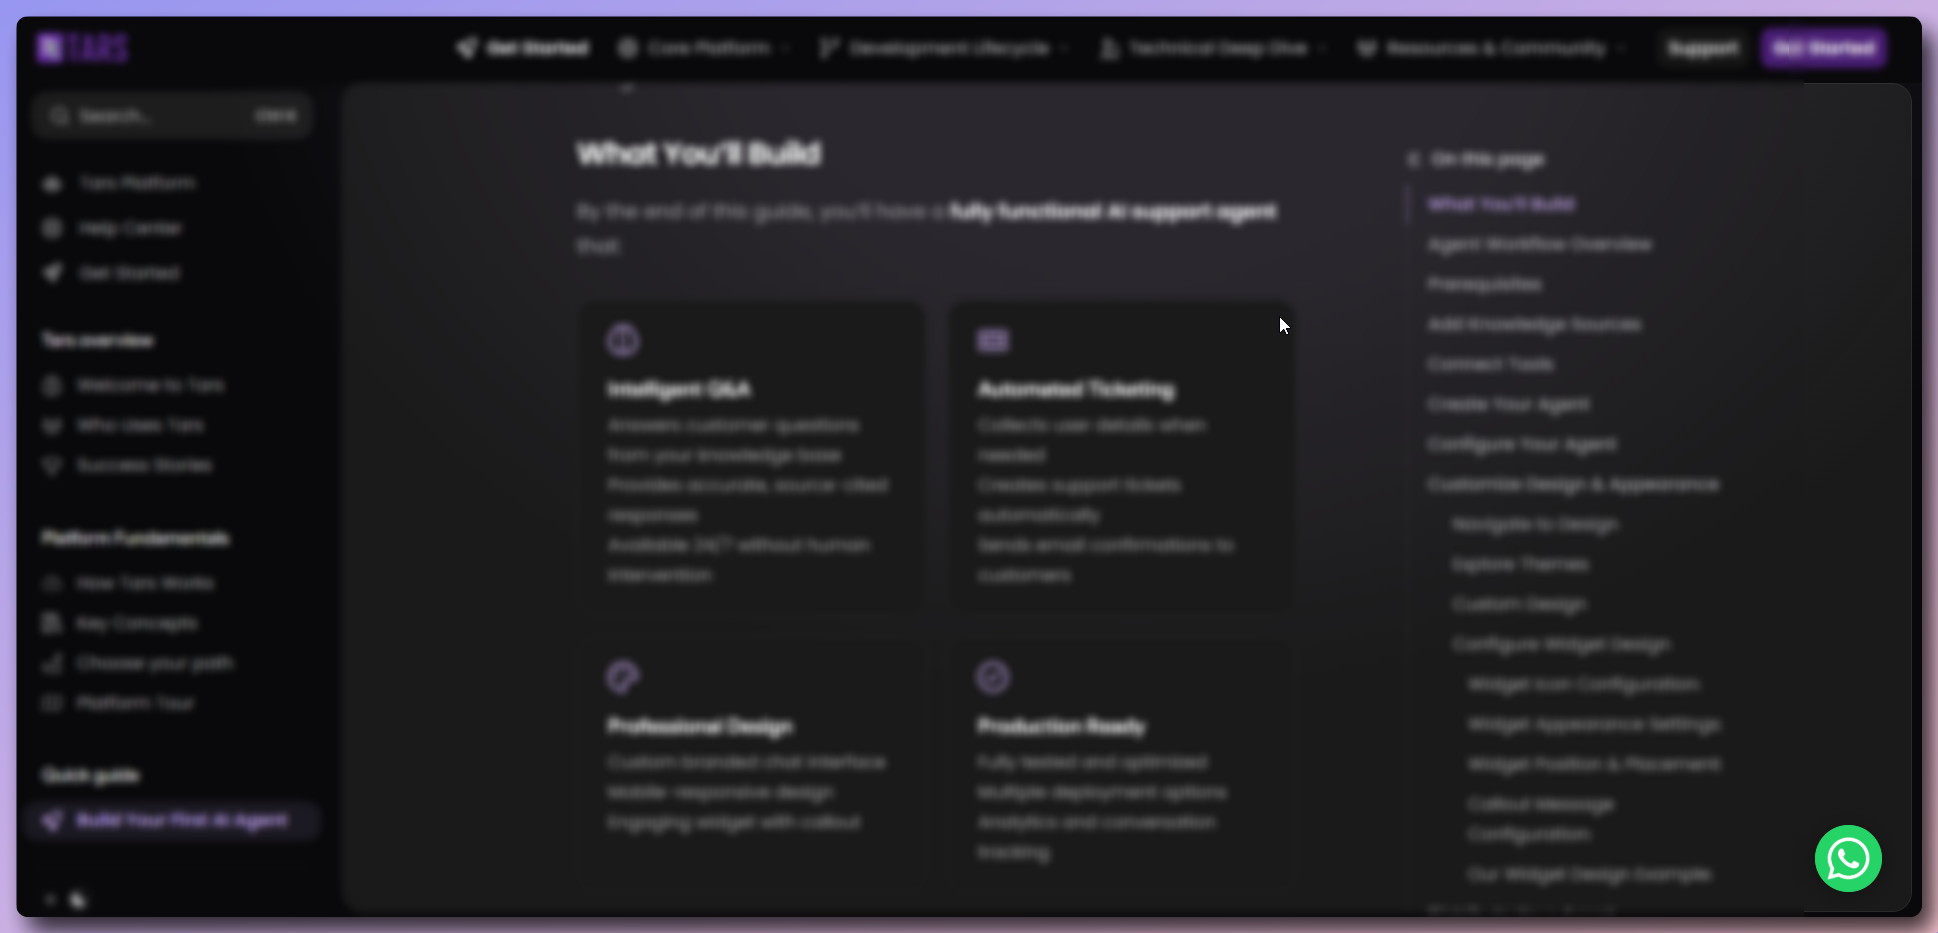 TARS
Get Started
Core Platform
Development Lifecycle
Technical Deep Dive
Resources & Community
Support
Get Started
Search...
Ctrl K
Tars Platform
Help Center
Get Started
Tars overview
Welcome to Tars
Who Uses Tars
Success Stories
Platform Fundamentals
How Tars Works
Key Concepts
Choose your path
Platform Tour
Quick guide
Build Your First AI Agent
What You'll Build
By the end of this guide, you'll have a fully functional AI support agent
that:
Intelligent Q&A
Answers customer questions
from your knowledge base
Provides accurate, source-cited
responses
Available 24/7 without human
intervention
Automated Ticketing
Collects user details when
needed
Creates support tickets
automatically
Sends email confirmations to
customers
Professional Design
Custom branded chat interface
Mobile-responsive design
Engaging widget with callout
Production Ready
Fully tested and optimized
Multiple deployment options
Analytics and conversation
tracking
On this page
What You'll Build
Agent Workflow Overview
Prerequisites
Add Knowledge Sources
Connect Tools
Create Your Agent
Configure Your Agent
Customize Design & Appearance
Navigate to Design
Explore Themes
Custom Design
Configure Widget Design
Widget Icon Configuration:
Widget Appearance Settings:
Widget Position & Placement:
Callout Message
Configuration:
Our Widget Design Example: